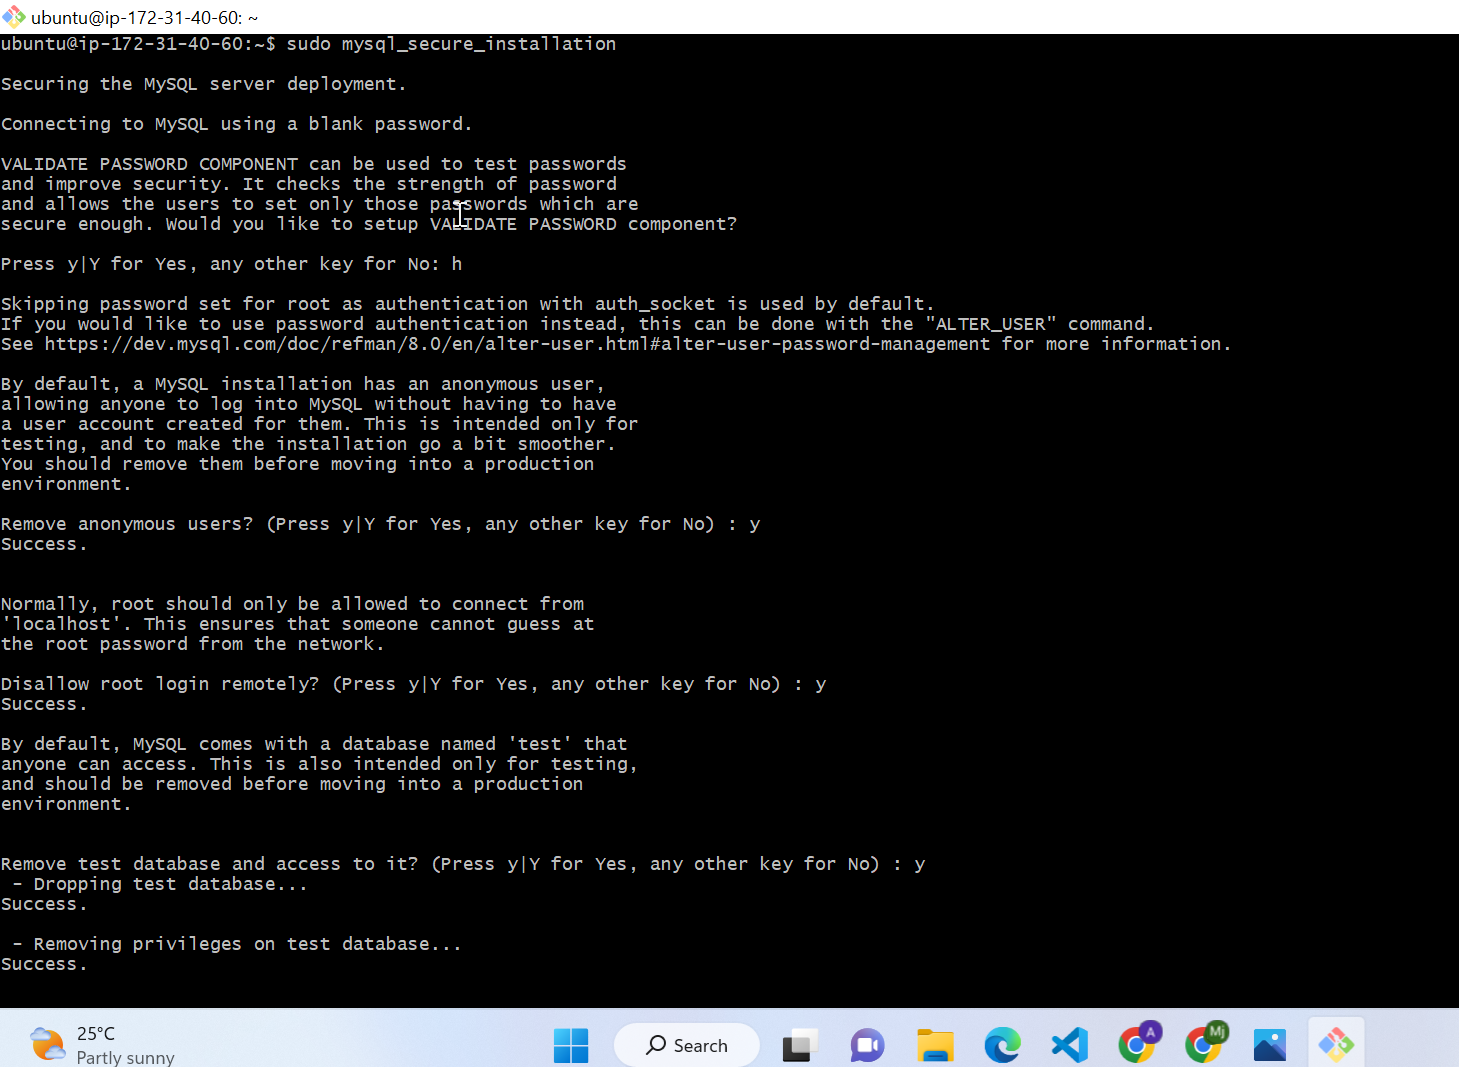 ubuntu@ip-172-31-40-60: ~
ubuntu@ip-172-31-40-60:~$ sudo mysql_secure_installation
Securing the MySQL server deployment.
Connecting to MySQL using a blank password.
VALIDATE PASSWORD COMPONENT can be used to test passwords
and improve security. It checks the strength of password
and allows the users to set only those passwords which are
secure enough. Would you like to setup VALIDATE PASSWORD component?
Press y|Y for Yes, any other key for No: h
Skipping password set for root as authentication with auth_socket is used by default.
If you would like to use password authentication instead, this can be done with the "ALTER_USER" command.
See https://dev.mysql.com/doc/refman/8.0/en/alter-user.html#alter-user-password-management for more information.
By default, a MySQL installation has an anonymous user,
allowing anyone to log into MySQL without having to have
a user account created for them. This is intended only for
testing, and to make the installation go a bit smoother.
You should remove them before moving into a production
environment.
Remove anonymous users? (Press y|Y for Yes, any other key for No) : y
Success.
Normally, root should only be allowed to connect from
'localhost'. This ensures that someone cannot guess at
the root password from the network.
Disallow root login remotely? (Press y|Y for Yes, any other key for No) : y
Success.
By default, MySQL comes with a database named 'test' that
anyone can access. This is also intended only for testing,
and should be removed before moving into a production
environment.
Remove test database and access to it? (Press y|Y for Yes, any other key for No) : y
- Dropping test database...
Success.
- Removing privileges on test database...
Success.
25°C
Partly sunny
Search
A
Mj